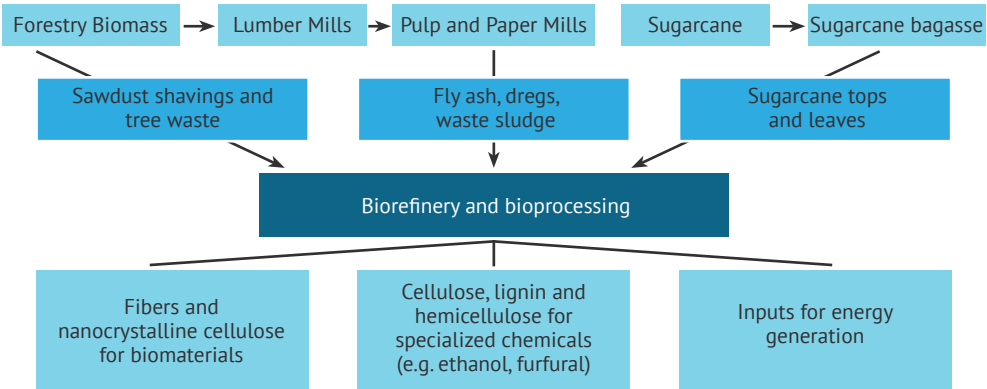 Forestry Biomass
Lumber Mills
Pulp and Paper Mills
Sugarcane
Sugarcane bagasse
Sawdust shavings and
tree waste
Fly ash, dregs,
waste sludge
Sugarcane tops
and leaves
Biorefinery and bioprocessing
Fibers and
nanocrystalline cellulose
for biomaterials
Cellulose, lignin and
hemicellulose for
specialized chemicals
(e.g. ethanol, furfural)
Inputs for energy
generation